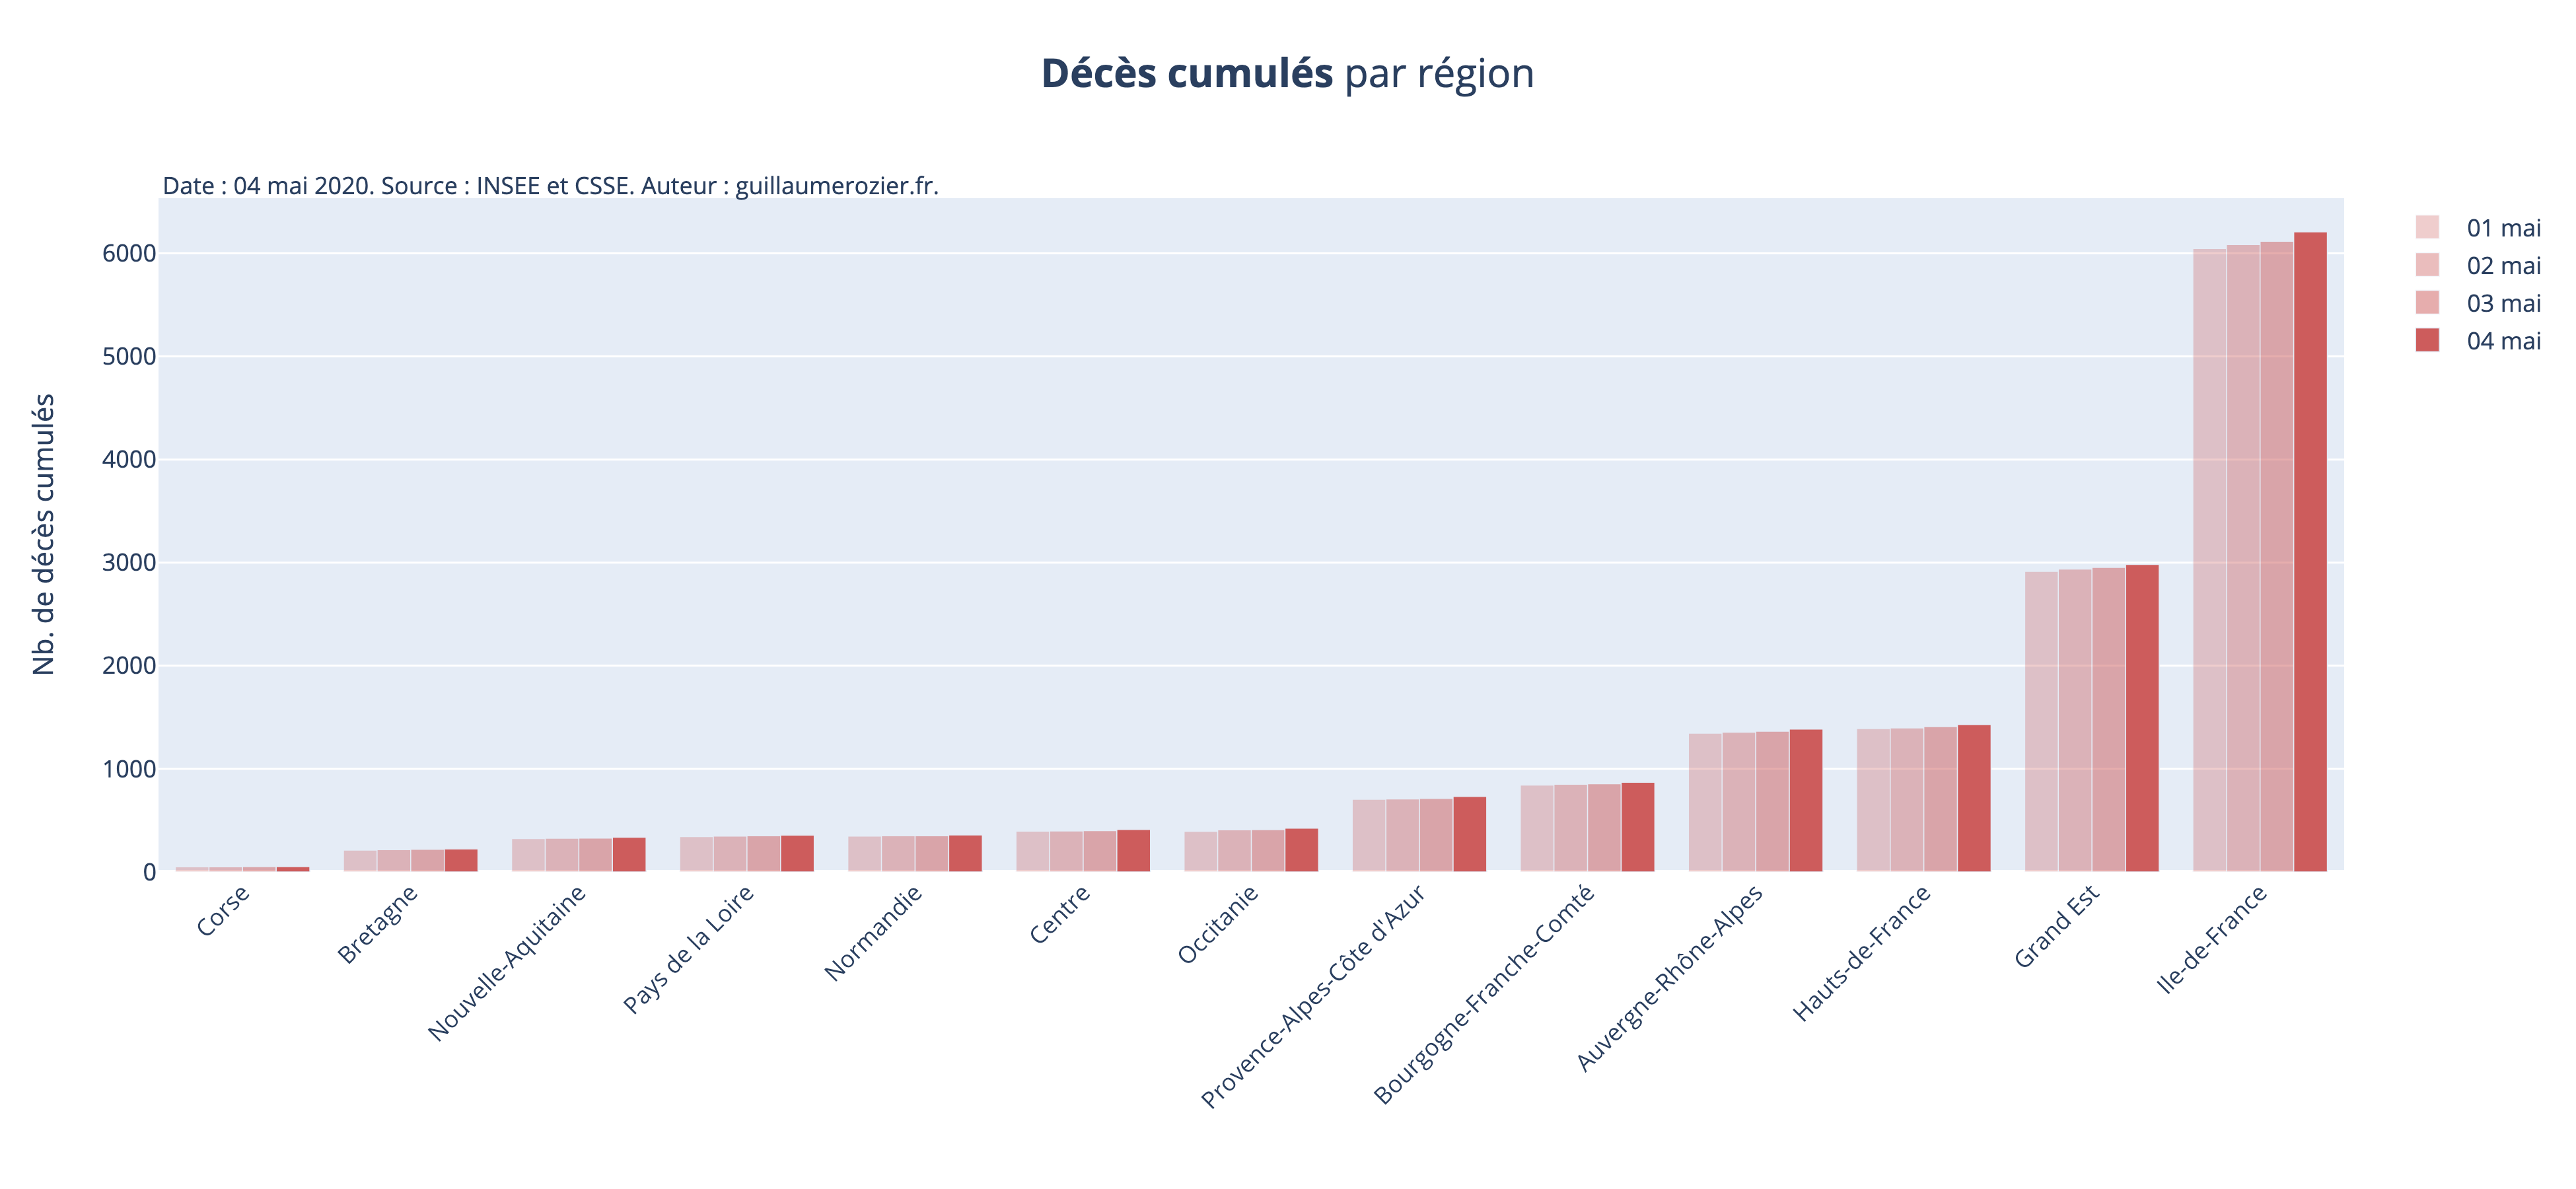 Décès cumulés par région
Date : 04 mai 2020. Source : INSEE et CSSE. Auteur : guillaumerozier.fr.
01 mai
02 mai
03 mai
04 mai
Nb. de décès cumulés
6000
5000
4000
3000
2000
1000
0
Corse
Bretagne
Nouvelle-Aquitaine
Pays de la Loire
Normandie
Centre
Occitanie
Provence-Alpes-Côte d'Azur
Bourgogne-Franche-Comté
Auvergne-Rhône-Alpes
Hauts-de-France
Grand Est
Ile-de-France